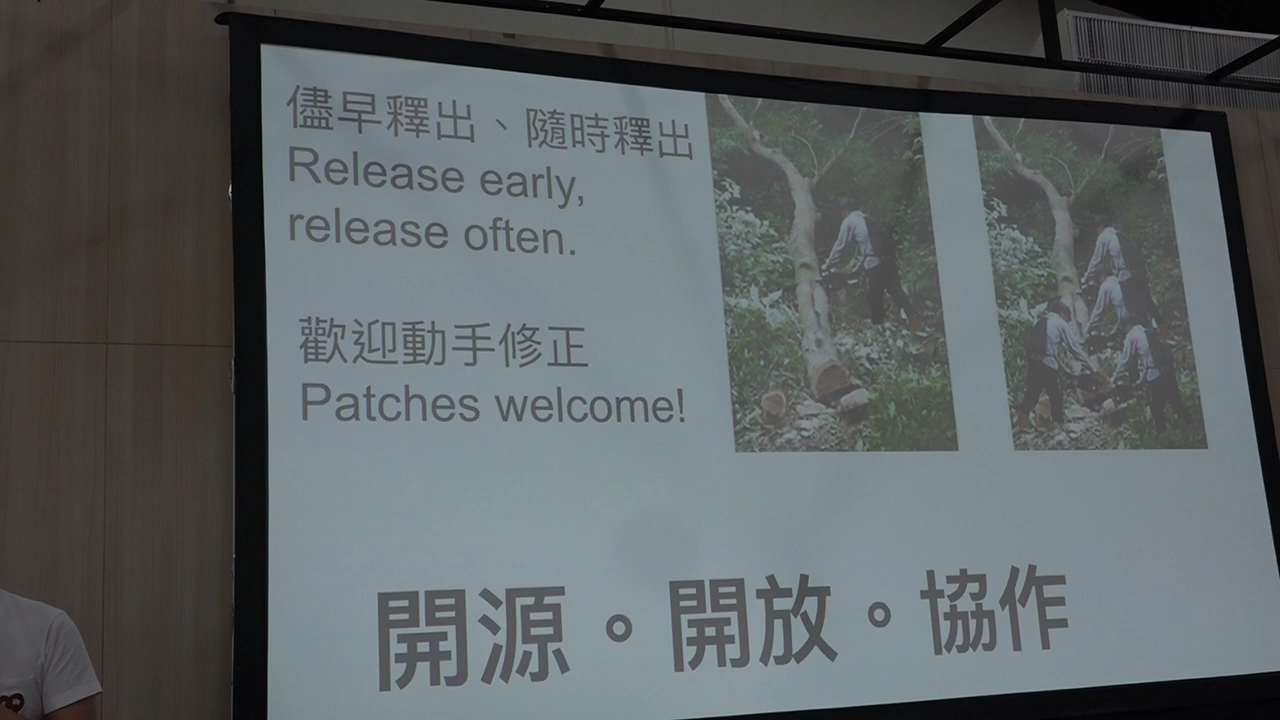 儘早釋出、隨時釋出
Release early,
release often.
歡迎動手修正
Patches welcome!
開源。開放。協作